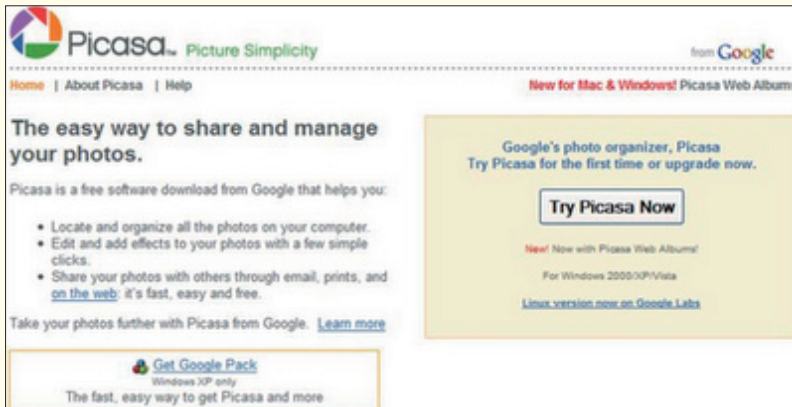 Picasa™ Picture Simplicity
from Google
Home | About Picasa | Help
New for Mac & Windows! Picasa Web Albums
The easy way to share and manage
your photos.
Picasa is a free software download from Google that helps you:
• Locate and organize all the photos on your computer.
• Edit and add effects to your photos with a few simple
clicks.
• Share your photos with others through email, prints, and
on the web: it's fast, easy and free.
Take your photos further with Picasa from Google. Learn more
Get Google Pack
Windows XP only
The fast, easy way to get Picasa and more
Google's photo organizer, Picasa
Try Picasa for the first time or upgrade now.
Try Picasa Now
New! Now with Picasa Web Albums!
For Windows 2000/XP/Vista
Linux version now on Google Labs